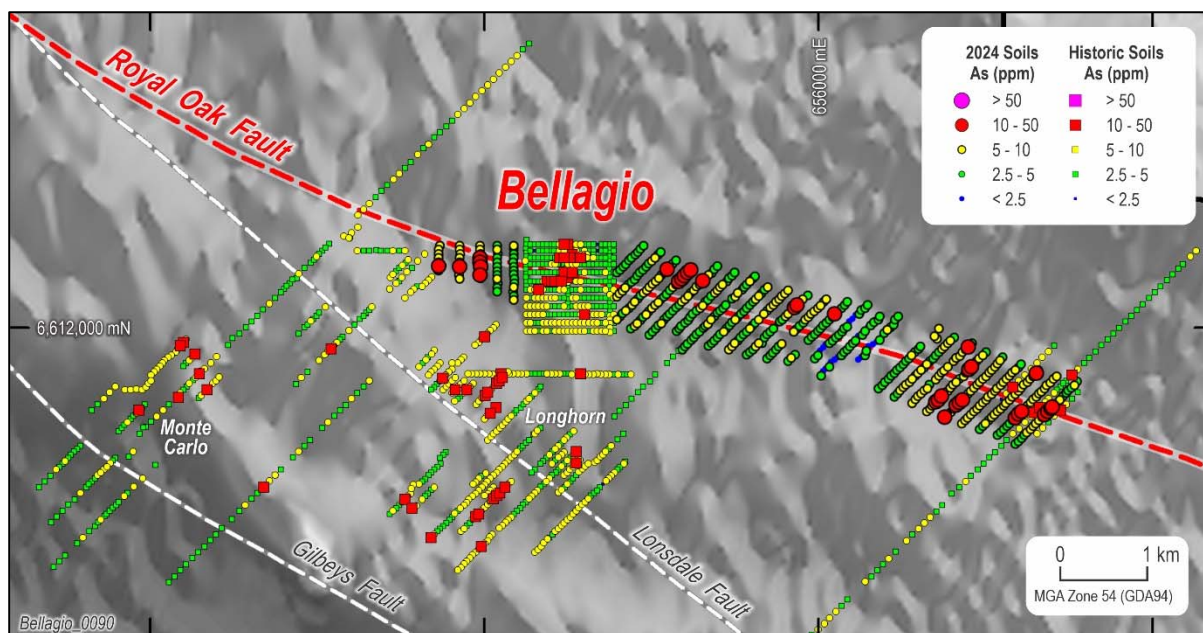 Royal Oak Fault
656000 mE
2024 Soils
As (ppm)
> 50
10 - 50
5 - 10
2.5 - 5
< 2.5
Historic Soils
As (ppm)
> 50
10 - 50
5 - 10
2.5 - 5
< 2.5
Bellagio
6,612,000 mN
Monte
Carlo
Longhorn
Gilbeys Fault
Lonsdale Fault
0 1 km
MGA Zone 54 (GDA94)
Bellagio_0090